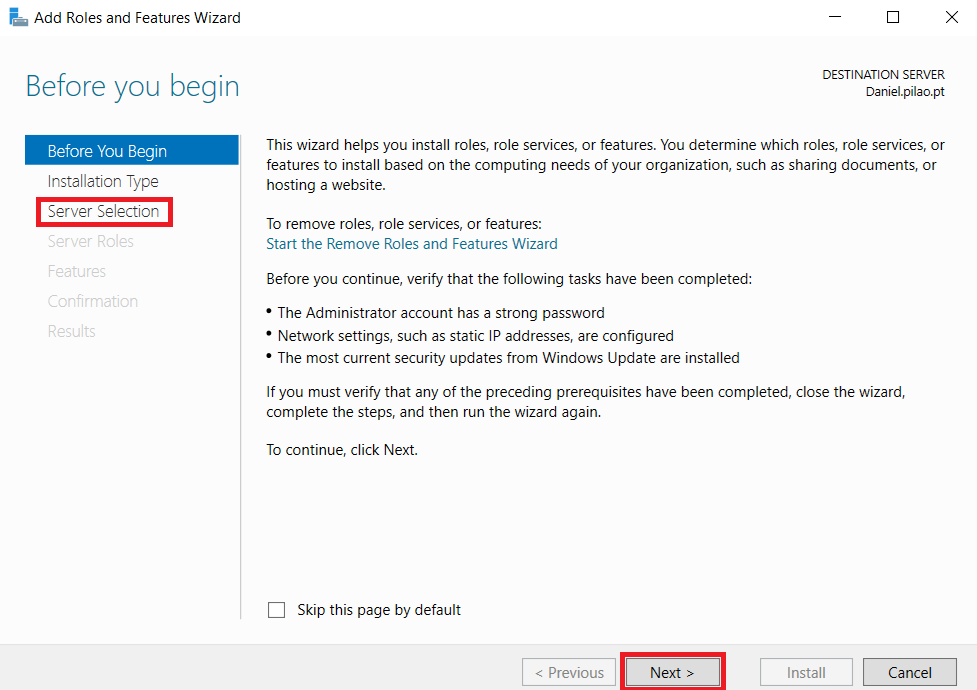 Add Roles and Features Wizard
Before you begin
DESTINATION SERVER
Daniel.pilao.pt
Before You Begin
Installation Type
Server Selection
Server Roles
Features
Confirmation
Results
This wizard helps you install roles, role services, or features. You determine which roles, role services, or
features to install based on the computing needs of your organization, such as sharing documents, or
hosting a website.
To remove roles, role services, or features:
Start the Remove Roles and Features Wizard
Before you continue, verify that the following tasks have been completed:
• The Administrator account has a strong password
• Network settings, such as static IP addresses, are configured
• The most current security updates from Windows Update are installed
If you must verify that any of the preceding prerequisites have been completed, close the wizard,
complete the steps, and then run the wizard again.
To continue, click Next.
Skip this page by default
< Previous
Next >
Install
Cancel